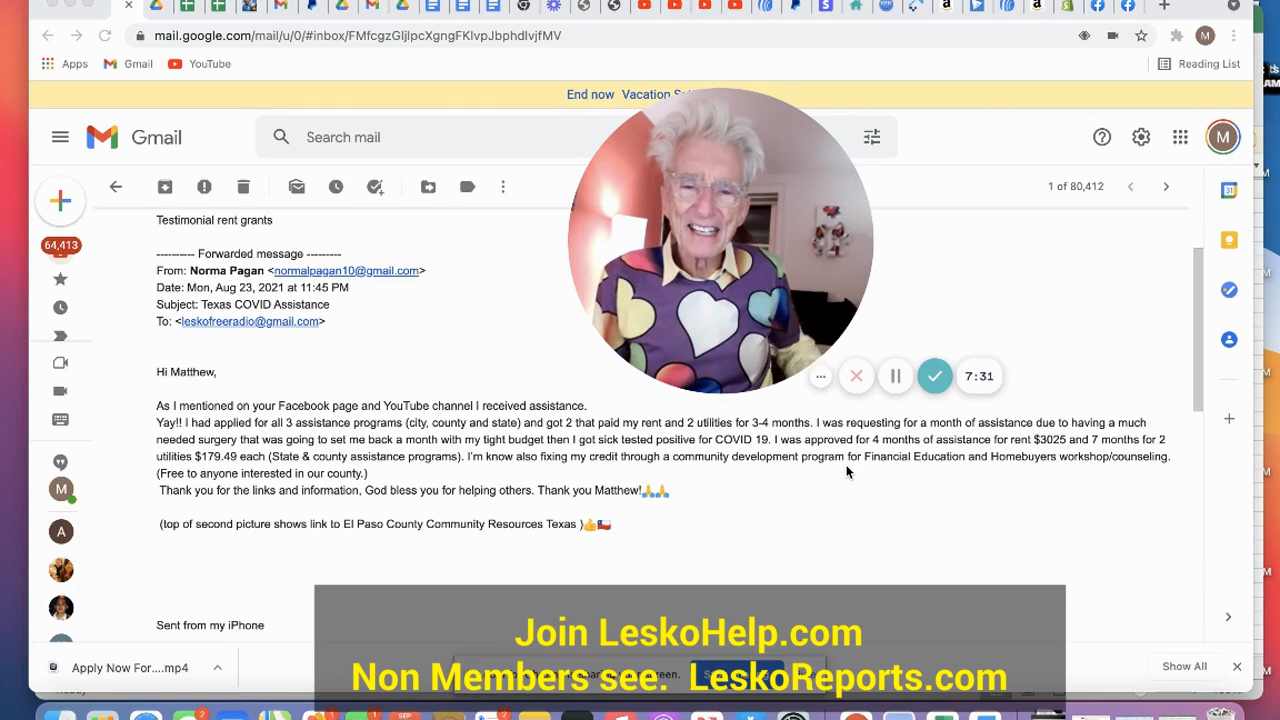 mail.google.com/mail/u/0/#inbox/FMfcgzGljlpcXgngFKlvpJbphdlvjfMV
M
Apps Gmail YouTube Reading List
End now Vacation
Gmail Search mail M
1 of 80,412
31
64,413
Testimonial rent grants
---------- Forwarded message ---------
From: Norma Pagan <normalpagan10@gmail.com>
Date: Mon, Aug 23, 2021 at 11:45 PM
Subject: Texas COVID Assistance
To: <leskofreeradio@gmail.com>
7:31
Hi Matthew,
As I mentioned on your Facebook page and YouTube channel I received assistance.
Yay!! I had applied for all 3 assistance programs (city, county and state) and got 2 that paid my rent and 2 utilities for 3-4 months. I was requesting for a month of assistance due to having a much
needed surgery that was going to set me back a month with my tight budget then I got sick tested positive for COVID 19. I was approved for 4 months of assistance for rent $3025 and 7 months for 2
utilities $179.49 each (State & county assistance programs). I'm know also fixing my credit through a community development program for Financial Education and Homebuyers workshop/counseling.
(Free to anyone interested in our county.)
Thank you for the links and information, God bless you for helping others. Thank you Matthew!🙏🙏
M
(top of second picture shows link to El Paso County Community Resources Texas )👍🇨🇱
A
Sent from my iPhone
Join LeskoHelp.com
Non Members see. LeskoReports.com
Apply Now For....mp4
Show All
2 1 1 SEP 2